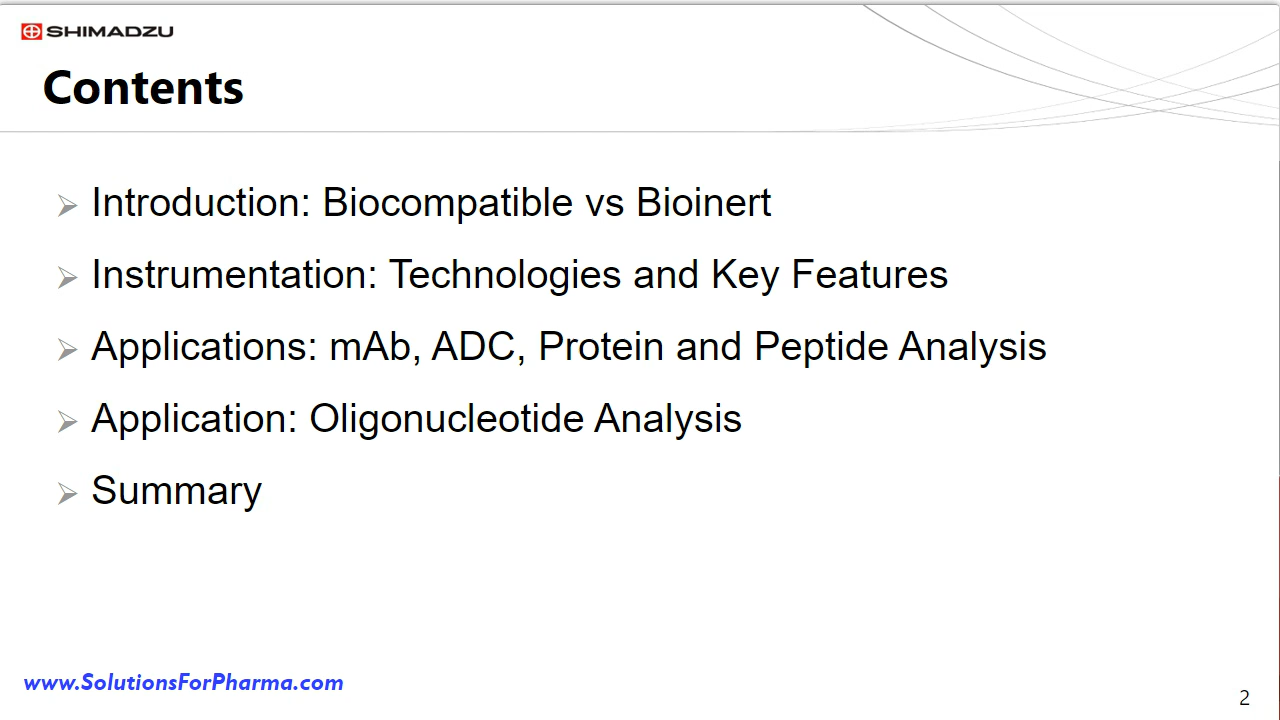 SHIMADZU
Contents
Introduction: Biocompatible vs Bioinert
Instrumentation: Technologies and Key Features
Applications: mAb, ADC, Protein and Peptide Analysis
Application: Oligonucleotide Analysis
Summary
www.SolutionsForPharma.com
2